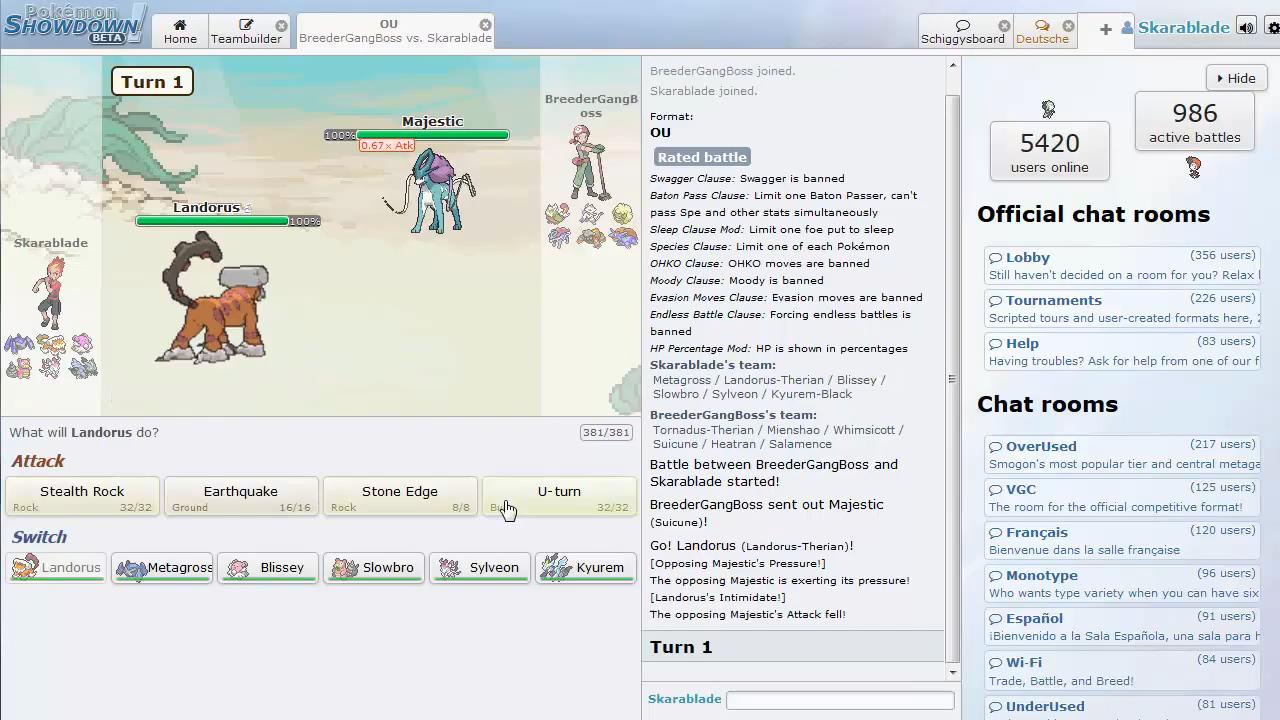 Pokémon
SHOWDOWN!
BETA
Home
Teambuilder
OU
BreederGangBoss vs. Skarablade
Schiggysboard
Deutsche
Skarablade
Turn 1
Majestic
100%
0.67× Atk
Landorus
100%
BreederGangB
oss
Skarablade
What will Landorus do?
381/381
Attack
Stealth Rock
Rock 32/32
Earthquake
Ground 16/16
Stone Edge
Rock 8/8
U-turn
32/32
Switch
Landorus
Metagross
Blissey
Slowbro
Sylveon
Kyurem
BreederGangBoss joined.
Skarablade joined.
Format:
OU
Rated battle
Swagger Clause: Swagger is banned
Baton Pass Clause: Limit one Baton Passer, can't
pass Spe and other stats simultaneously
Sleep Clause Mod: Limit one foe put to sleep
Species Clause: Limit one of each Pokémon
OHKO Clause: OHKO moves are banned
Moody Clause: Moody is banned
Evasion Moves Clause: Evasion moves are banned
Endless Battle Clause: Forcing endless battles is
banned
HP Percentage Mod: HP is shown in percentages
Skarablade's team:
Metagross / Landorus-Therian / Blissey /
Slowbro / Sylveon / Kyurem-Black
BreederGangBoss's team:
Tornadus-Therian / Mienshao / Whimsicott /
Suicune / Heatran / Salamence
Battle between BreederGangBoss and
Skarablade started!
BreederGangBoss sent out Majestic
(Suicune)!
Go! Landorus (Landorus-Therian)!
[Opposing Majestic's Pressure!]
The opposing Majestic is exerting its pressure!
[Landorus's Intimidate!]
The opposing Majestic's Attack fell!
Turn 1
Skarablade
Hide
5420
users online
986
active battles
Official chat rooms
Lobby (356 users)
Still haven't decided on a room for you? Relax
Tournaments (226 users)
Scripted tours and user-created formats here, 2
Help (83 users)
Having troubles? Ask for help from one of our f
Chat rooms
OverUsed (217 users)
Smogon's most popular tier and central metaga
VGC (125 users)
The room for the official competitive format!
Français (120 users)
Bienvenue dans la salle française
Monotype (96 users)
Who wants type variety when you can have six
Español (91 users)
¡Bienvenido a la Sala Española, una sala para h
Wi-Fi (84 users)
Trade, Battle, and Breed!
UnderUsed (81 users)